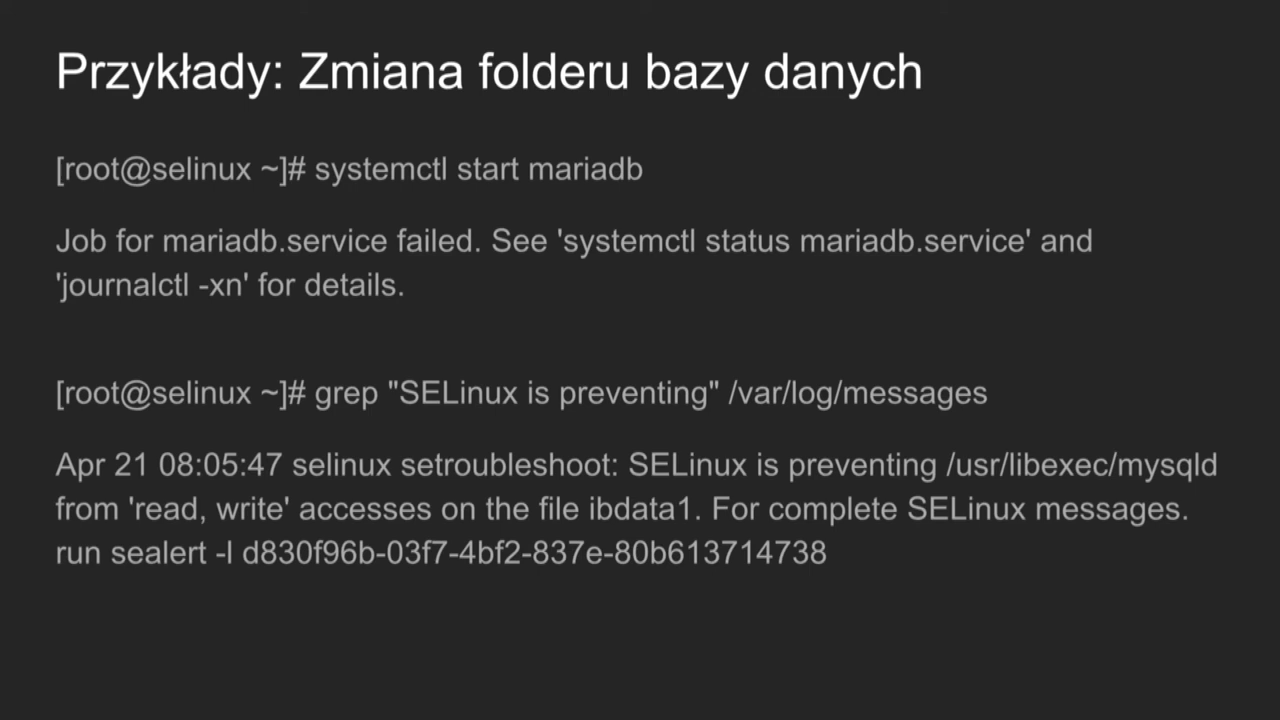 Przykłady: Zmiana folderu bazy danych
[root@selinux ~]# systemctl start mariadb
Job for mariadb.service failed. See 'systemctl status mariadb.service' and
'journalctl -xn' for details.
[root@selinux ~]# grep "SELinux is preventing" /var/log/messages
Apr 21 08:05:47 selinux setroubleshoot: SELinux is preventing /usr/libexec/mysqld
from 'read, write' accesses on the file ibdata1. For complete SELinux messages.
run sealert -l d830f96b-03f7-4bf2-837e-80b613714738